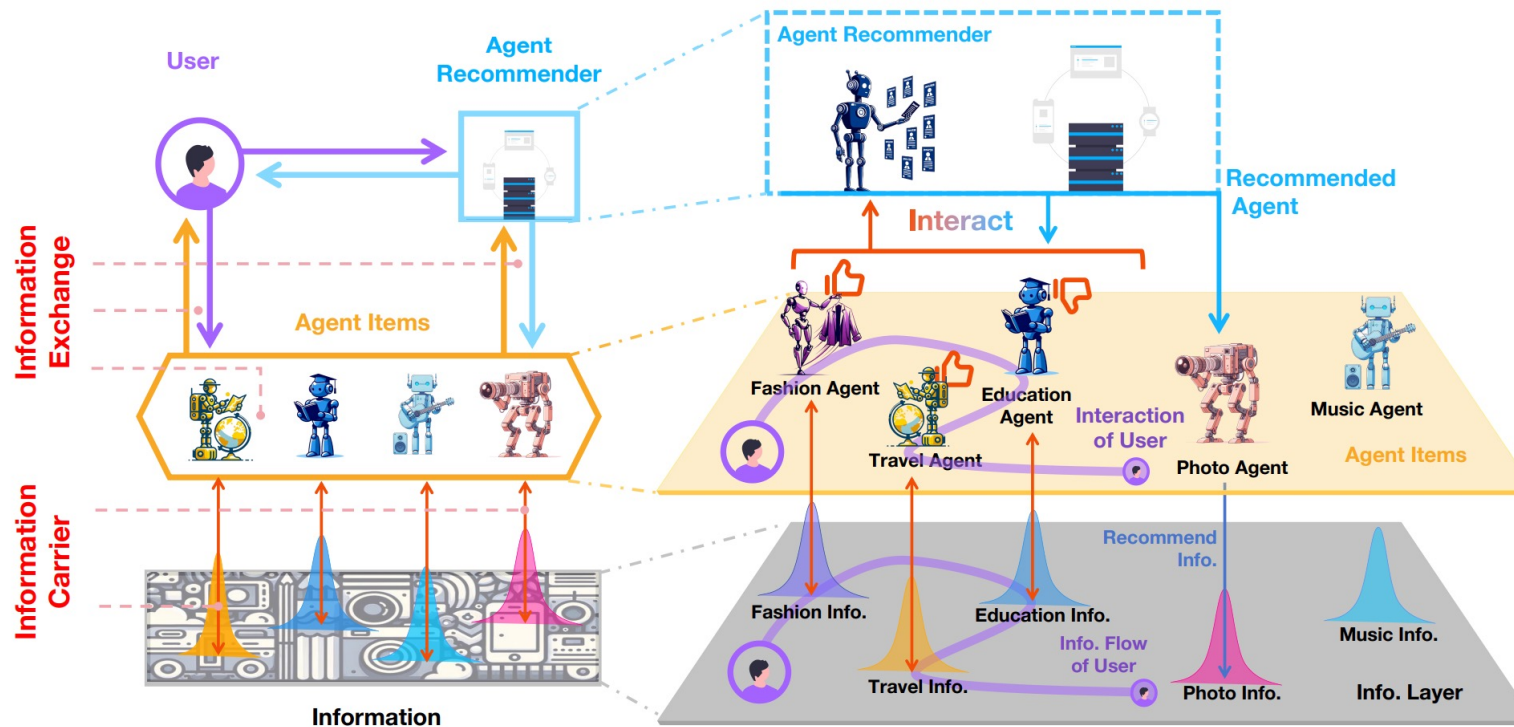 User
Agent
Recommender
Information
Exchange
Agent Items
Information
Carrier
Information
Agent Recommender
Recommended
Agent
Interact
Fashion Agent
Education
Agent
Travel Agent
Interaction
of User
Photo Agent
Music Agent
Agent Items
Recommend
Info.
Fashion Info.
Education Info.
Travel Info.
Info. Flow
of User
Photo Info.
Music Info.
Info. Layer